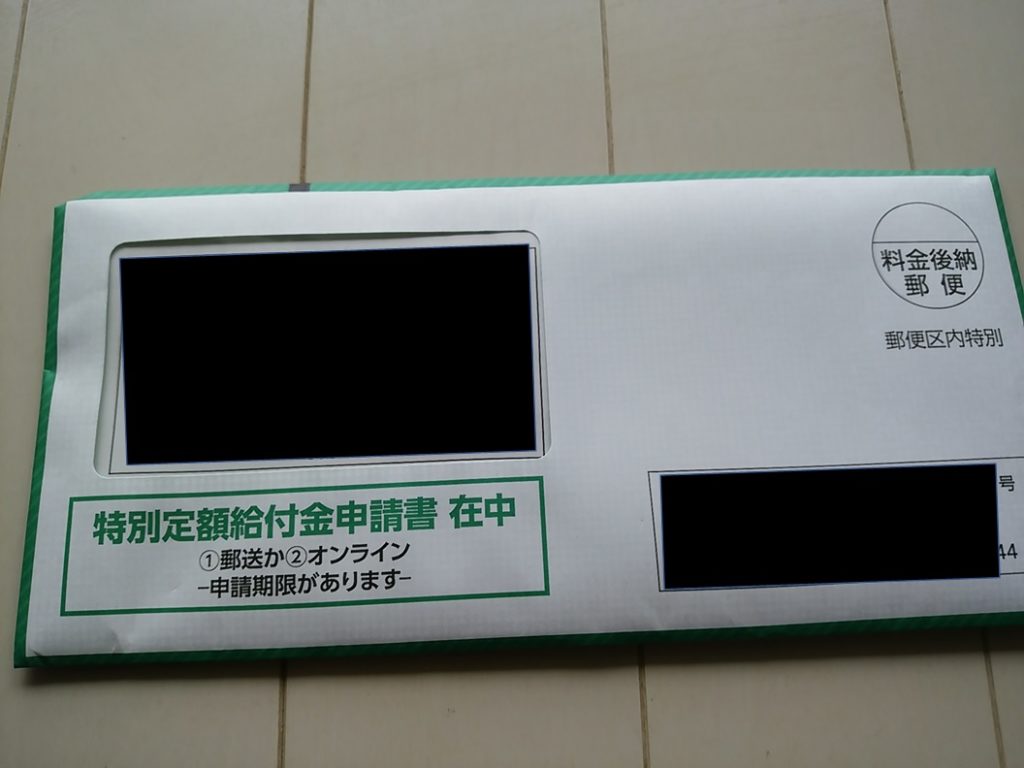 料金後納
郵便
郵便区内特別
特別定額給付金申請書 在中
①郵送か②オンライン
−申請期限があります−
号
44